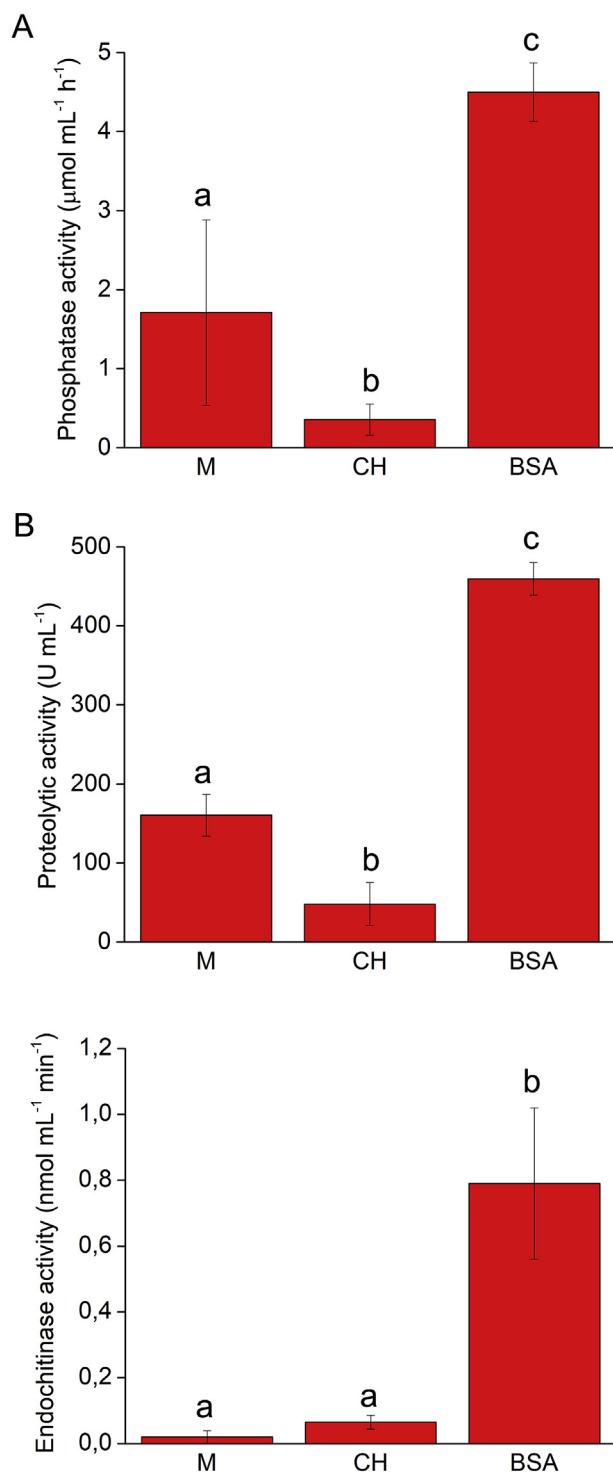 A
Phosphatase activity (μmol mL⁻¹ h⁻¹)
5
4
3
2
1
0
a
b
c
M CH BSA
B
Proteolytic activity (U mL⁻¹)
500
400
300
200
100
0
a
b
c
M CH BSA
Endochitinase activity (nmol mL⁻¹ min⁻¹)
1,2
1,0
0,8
0,6
0,4
0,2
0,0
a
a
b
M CH BSA